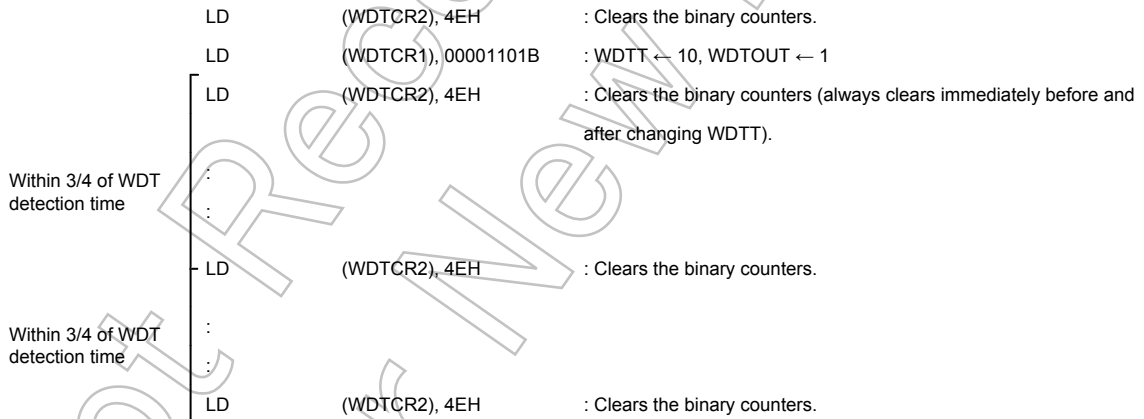 LD (WDTCR2), 4EH : Clears the binary counters.
LD (WDTCR1), 00001101B : WDTT ← 10, WDTOUT ← 1
LD (WDTCR2), 4EH : Clears the binary counters (always clears immediately before and
after changing WDTT).
Within 3/4 of WDT
detection time
:
:
LD (WDTCR2), 4EH : Clears the binary counters.
Within 3/4 of WDT
detection time
:
:
LD (WDTCR2), 4EH : Clears the binary counters.